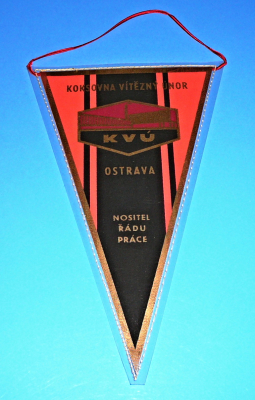 KOKSOVNA VÍTĚZNÝ ÚNOR
KVÚ
OSTRAVA
NOSITEL
ŘÁDU
PRÁCE